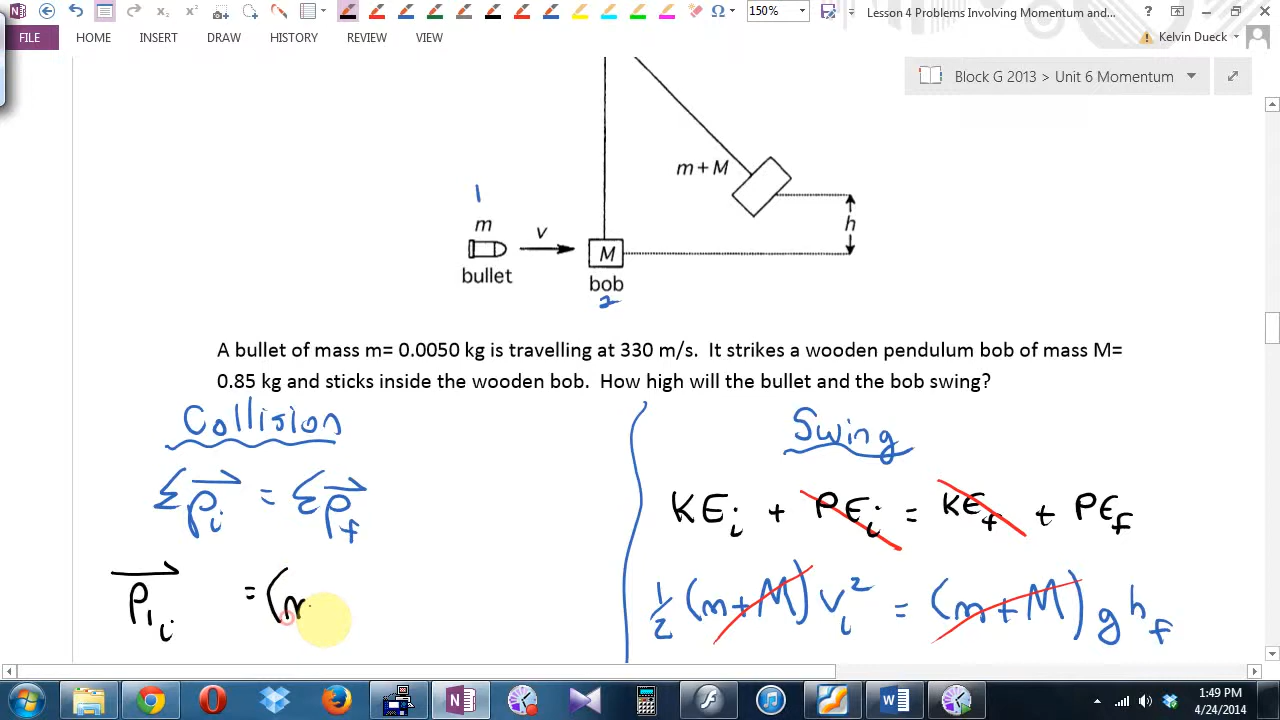 150%
Lesson 4 Problems Involving Momentum and...
FILE HOME INSERT DRAW HISTORY REVIEW VIEW
Kelvin Dueck
Block G 2013 > Unit 6 Momentum
m + M
1
m
v
h
M
bullet
bob
2
A bullet of mass m= 0.0050 kg is travelling at 330 m/s. It strikes a wooden pendulum bob of mass M=
0.85 kg and sticks inside the wooden bob. How high will the bullet and the bob swing?
Collision
Swing
Σpi = Σpf
KEi + PEi = KEf + PEf
P1i = (m
1/2 (m+M) vi² = (m+M) g hf
1:49 PM
4/24/2014